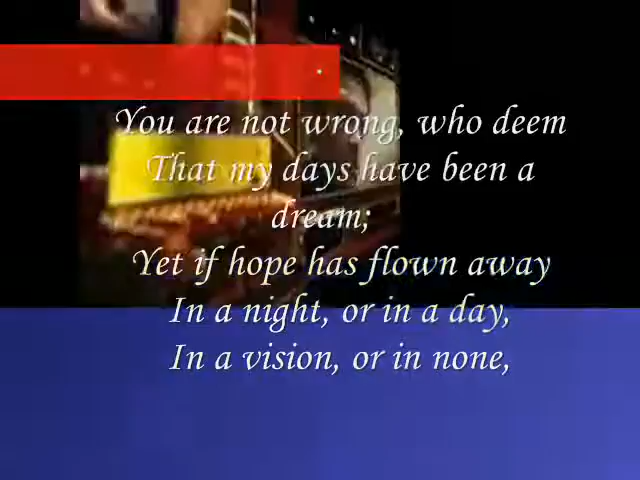 You are not wrong, who deem
That my days have been a
dream;
Yet if hope has flown away
In a night, or in a day,
In a vision, or in none,